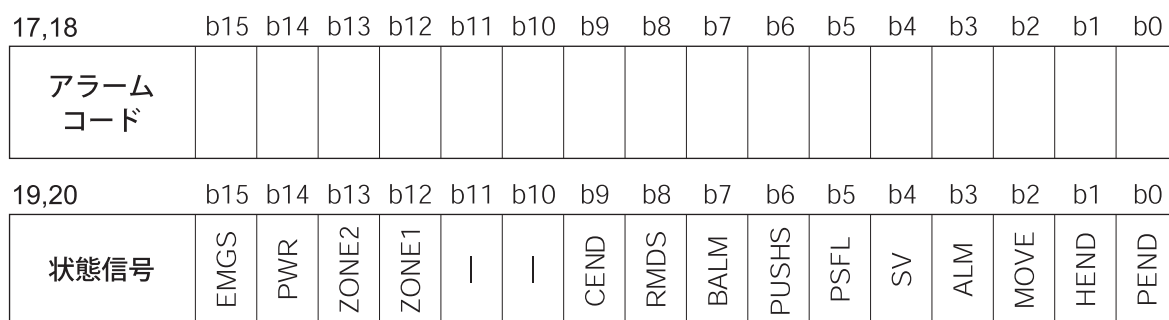 17,18 b15 b14 b13 b12 b11 b10 b9 b8 b7 b6 b5 b4 b3 b2 b1 b0
アラーム
コード
19,20 b15 b14 b13 b12 b11 b10 b9 b8 b7 b6 b5 b4 b3 b2 b1 b0
状態信号 EMGS PWR ZONE2 ZONE1 ー ー CEND RMDS BALM PUSHS PSFL SV ALM MOVE HEND PEND